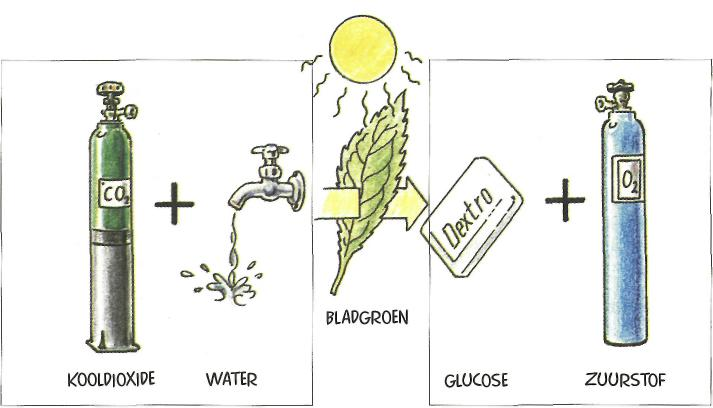 CO2
Dextro
O2
BLADGROEN
KOOLDIOXIDE
WATER
GLUCOSE
ZUURSTOF